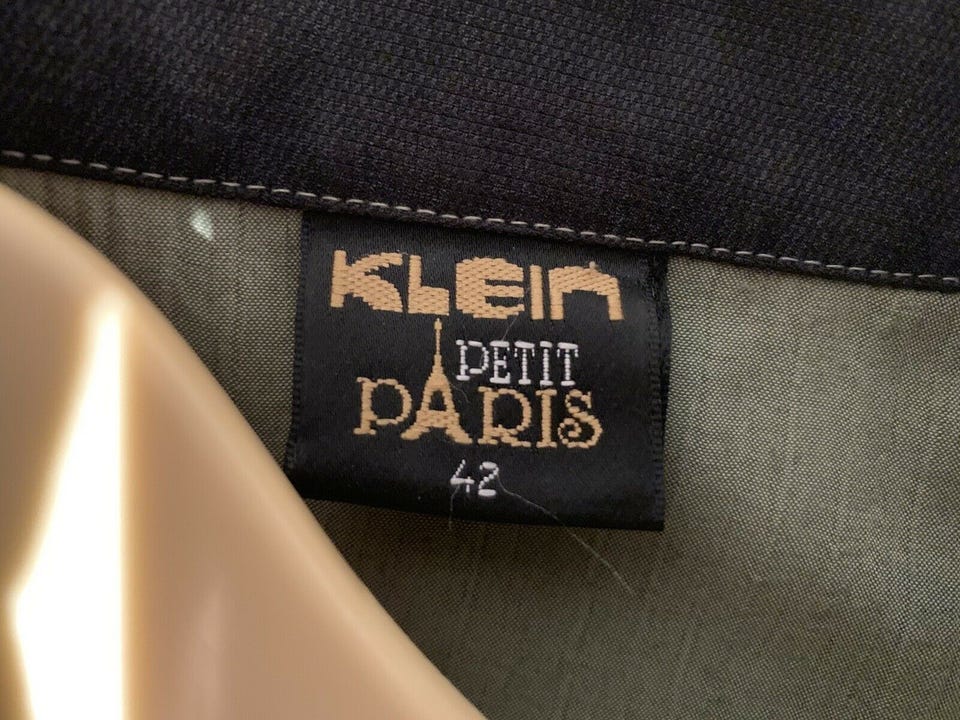 KLEIN
PETIT
PARIS
42